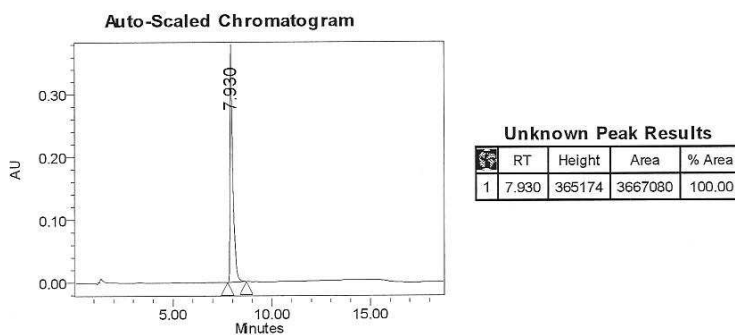 Auto-Scaled Chromatogram
AU
0.30
0.20
0.10
0.00
7.930
5.00 10.00 15.00
Minutes
Unknown Peak Results
RT Height Area % Area
1 7.930 365174 3667080 100.00